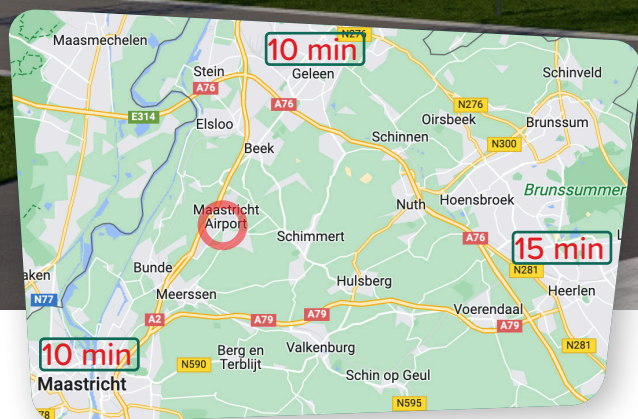 N276
10 min
Maasmechelen
Stein
Geleen
Schinveld
A76
A76
N276
E314
Elsloo
Oirsbeek
Brunssum
Schinnen
N300
Beek
Brunssummer
Nuth
Hoensbroek
Maastricht
Airport
Schimmert
A76
15 min
N281
Bunde
Hulsberg
Heerlen
N77
Meerssen
Voerendaal
A2
A79
A79
A79
10 min
N281
Berg en
Terblijt
Valkenburg
N590
Maastricht
Schin op Geul
N595